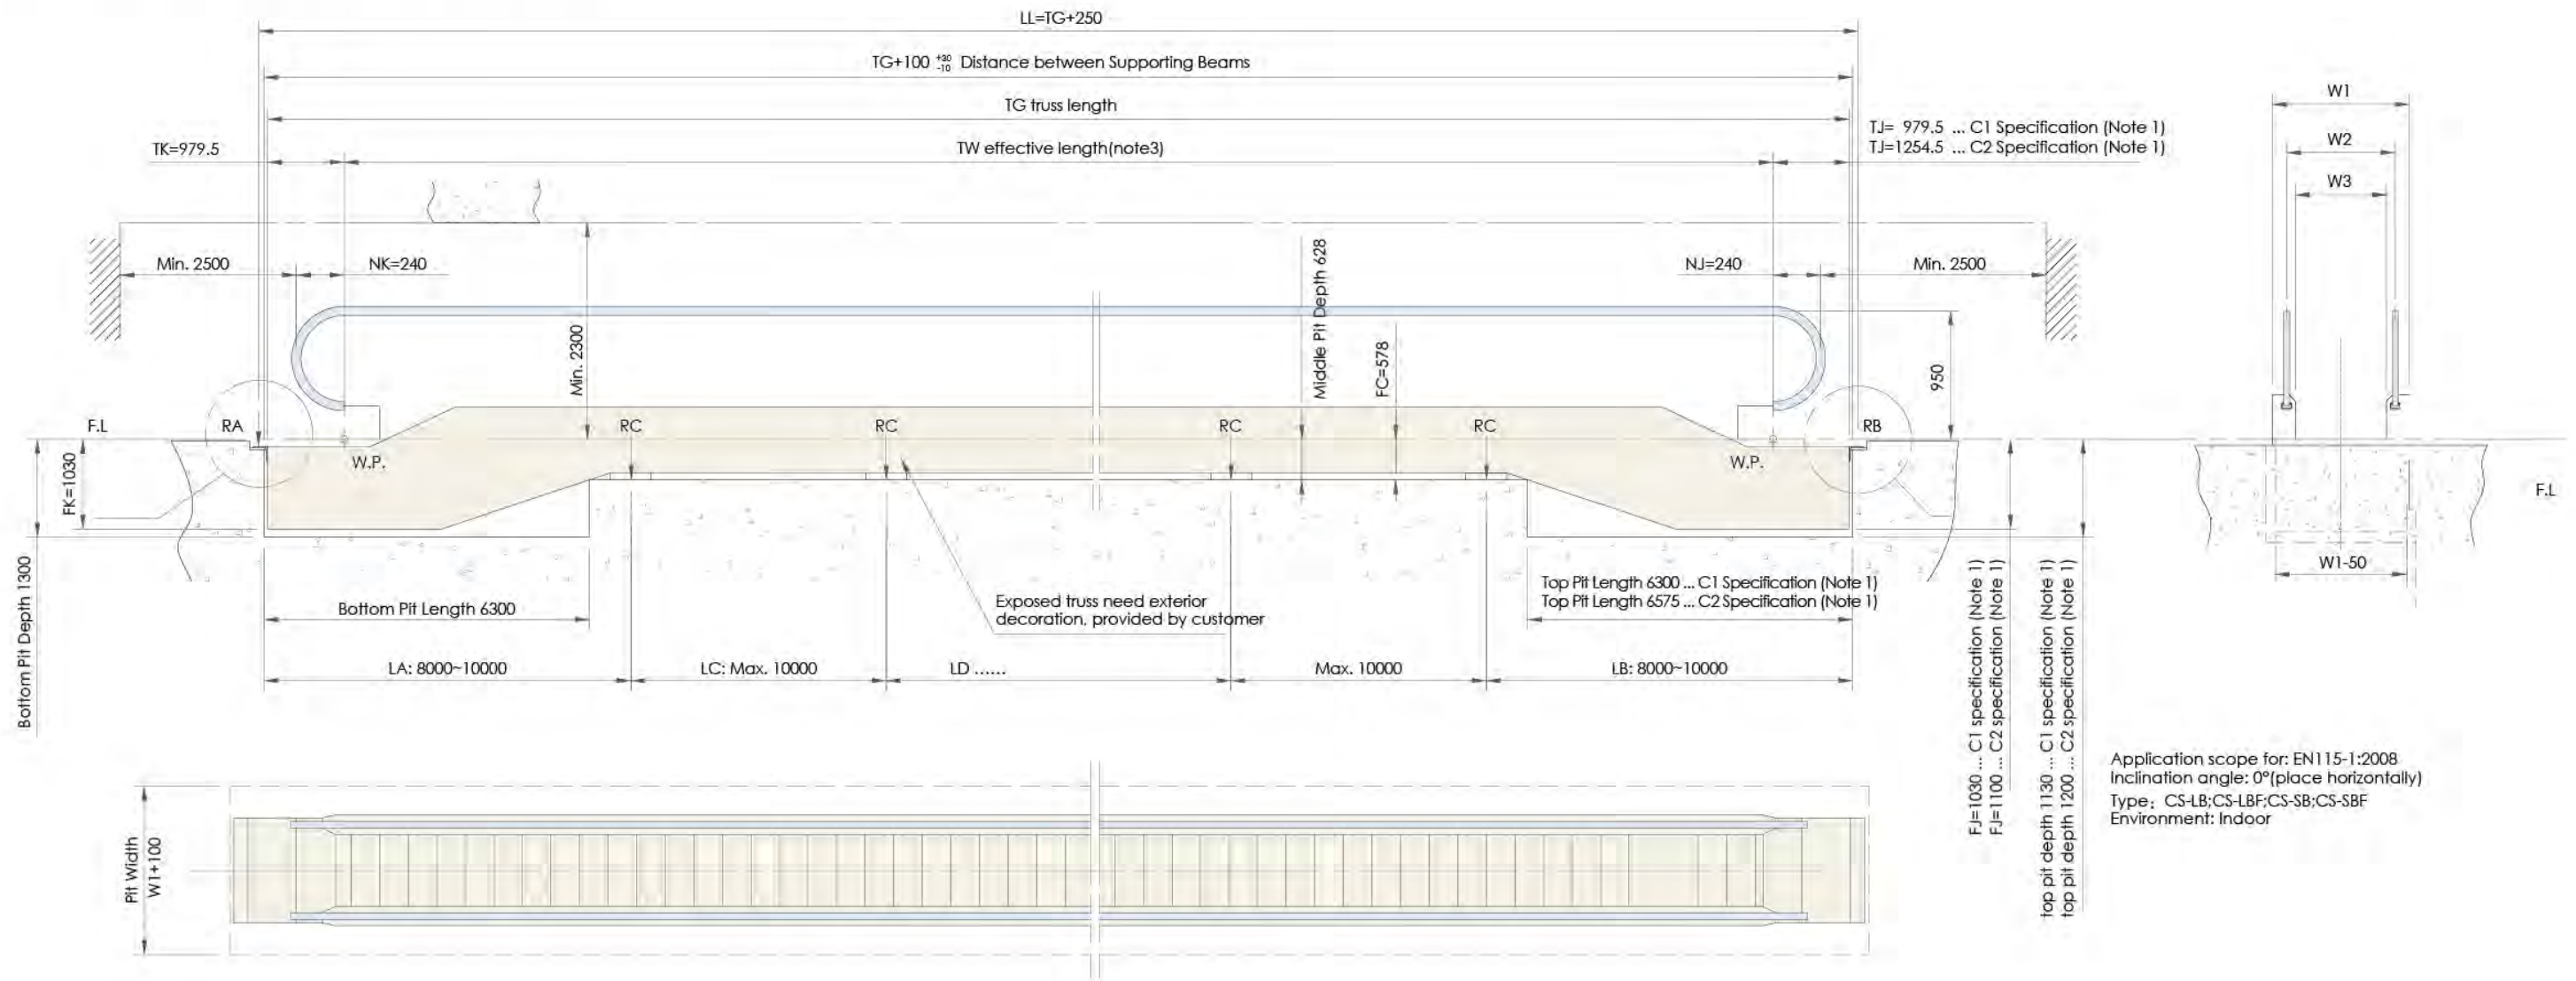 LL=TG+250
TG+100 +30 -10 Distance between Supporting Beams
TG truss length
TK=979.5
TW effective length(note3)
TJ= 979.5 ... C1 Specification (Note 1)
TJ=1254.5 ... C2 Specification (Note 1)
W1
W2
W3
Min. 2500
NK=240
Min. 2300
Middle Pit Depth 628
FC=578
NJ=240
Min. 2500
950
F.L
RA
RC
RC
RC
RC
RB
W.P.
W.P.
F.L
FK=1030
Bottom Pit Depth 1300
Bottom Pit Length 6300
Exposed truss need exterior
decoration, provided by customer
Top Pit Length 6300 ... C1 Specification (Note 1)
Top Pit Length 6575 ... C2 Specification (Note 1)
W1-50
LA: 8000~10000
LC: Max. 10000
LD ......
Max. 10000
LB: 8000~10000
FJ=1030 ... C1 specification (Note 1)
FJ=1100 ... C2 specification (Note 1)
top pit depth 1130 ... C1 specification (Note 1)
top pit depth 1200 ... C2 specification (Note 1)
Pit Width
W1+100
Application scope for: EN115-1:2008
Inclination angle: 0°(place horizontally)
Type: CS-LB;CS-LBF;CS-SB;CS-SBF
Environment: Indoor